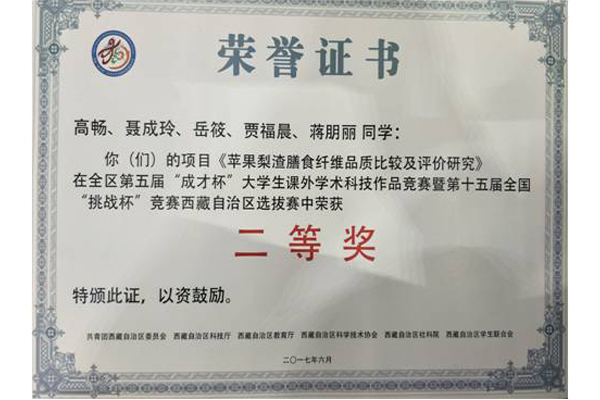 荣誉证书
高畅、聂成玲、岳筱、贾福晨、蒋朋丽 同学：
你（们）的项目《苹果梨渣膳食纤维品质比较及评价研究》
在全区第五届“成才杯”大学生课外学术科技作品竞赛暨第十五届全国
“挑战杯”竞赛西藏自治区选拔赛中荣获
二等奖
特颁此证，以资鼓励。
共青团西藏自治区委员会 西藏自治区科技厅 西藏自治区教育厅 西藏自治区科学技术协会 西藏自治区社科院 西藏自治区学生联合会
二〇一七年六月